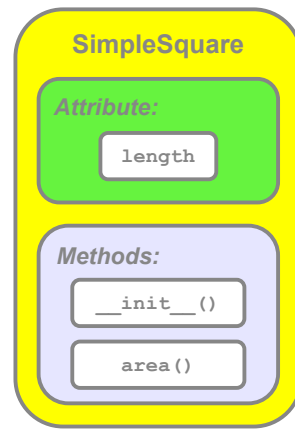 SimpleSquare
Attribute:
length
Methods:
__init__()
area()